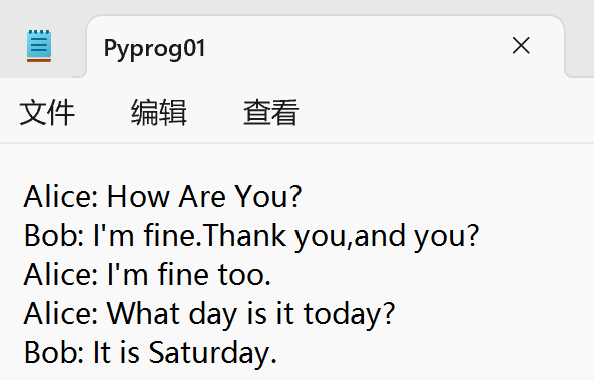 Pyprog01
文件 编辑 查看
Alice: How Are You?
Bob: I'm fine.Thank you,and you?
Alice: I'm fine too.
Alice: What day is it today?
Bob: It is Saturday.